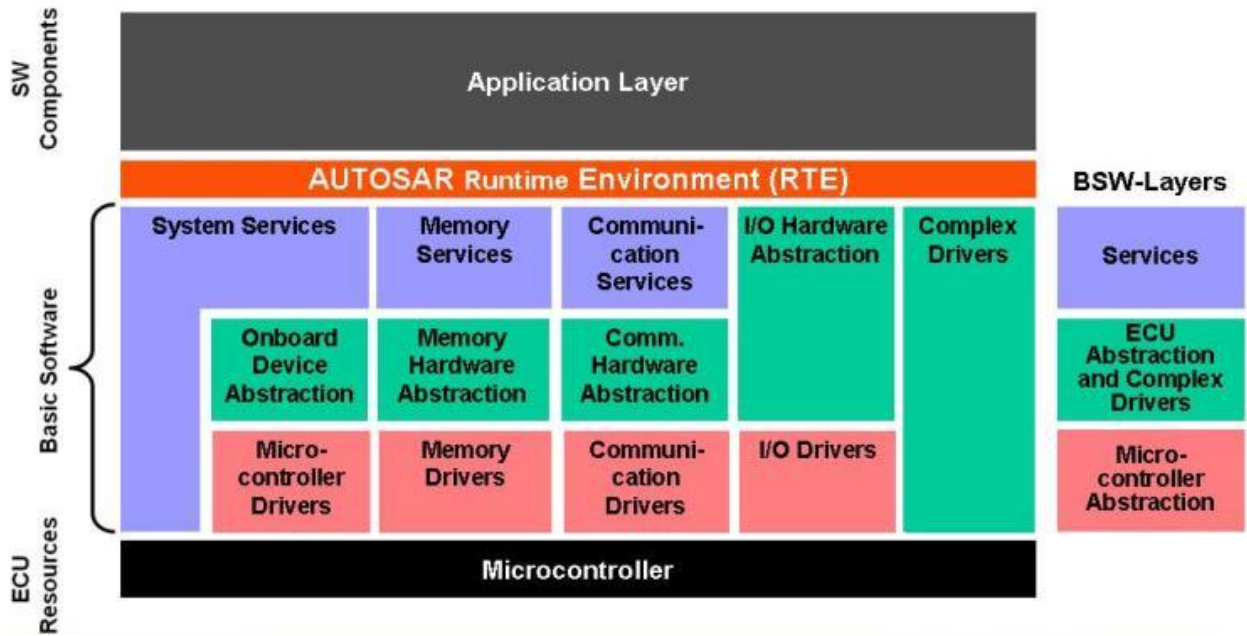 SW
Components
Application Layer
AUTOSAR Runtime Environment (RTE)
BSW-Layers
Basic Software
System Services
Memory
Services
Communi-
cation
Services
I/O Hardware
Abstraction
Complex
Drivers
Services
Onboard
Device
Abstraction
Memory
Hardware
Abstraction
Comm.
Hardware
Abstraction
ECU
Abstraction
and Complex
Drivers
Micro-
controller
Drivers
Memory
Drivers
Communi-
cation
Drivers
I/O Drivers
Micro-
controller
Abstraction
ECU
Resources
Microcontroller